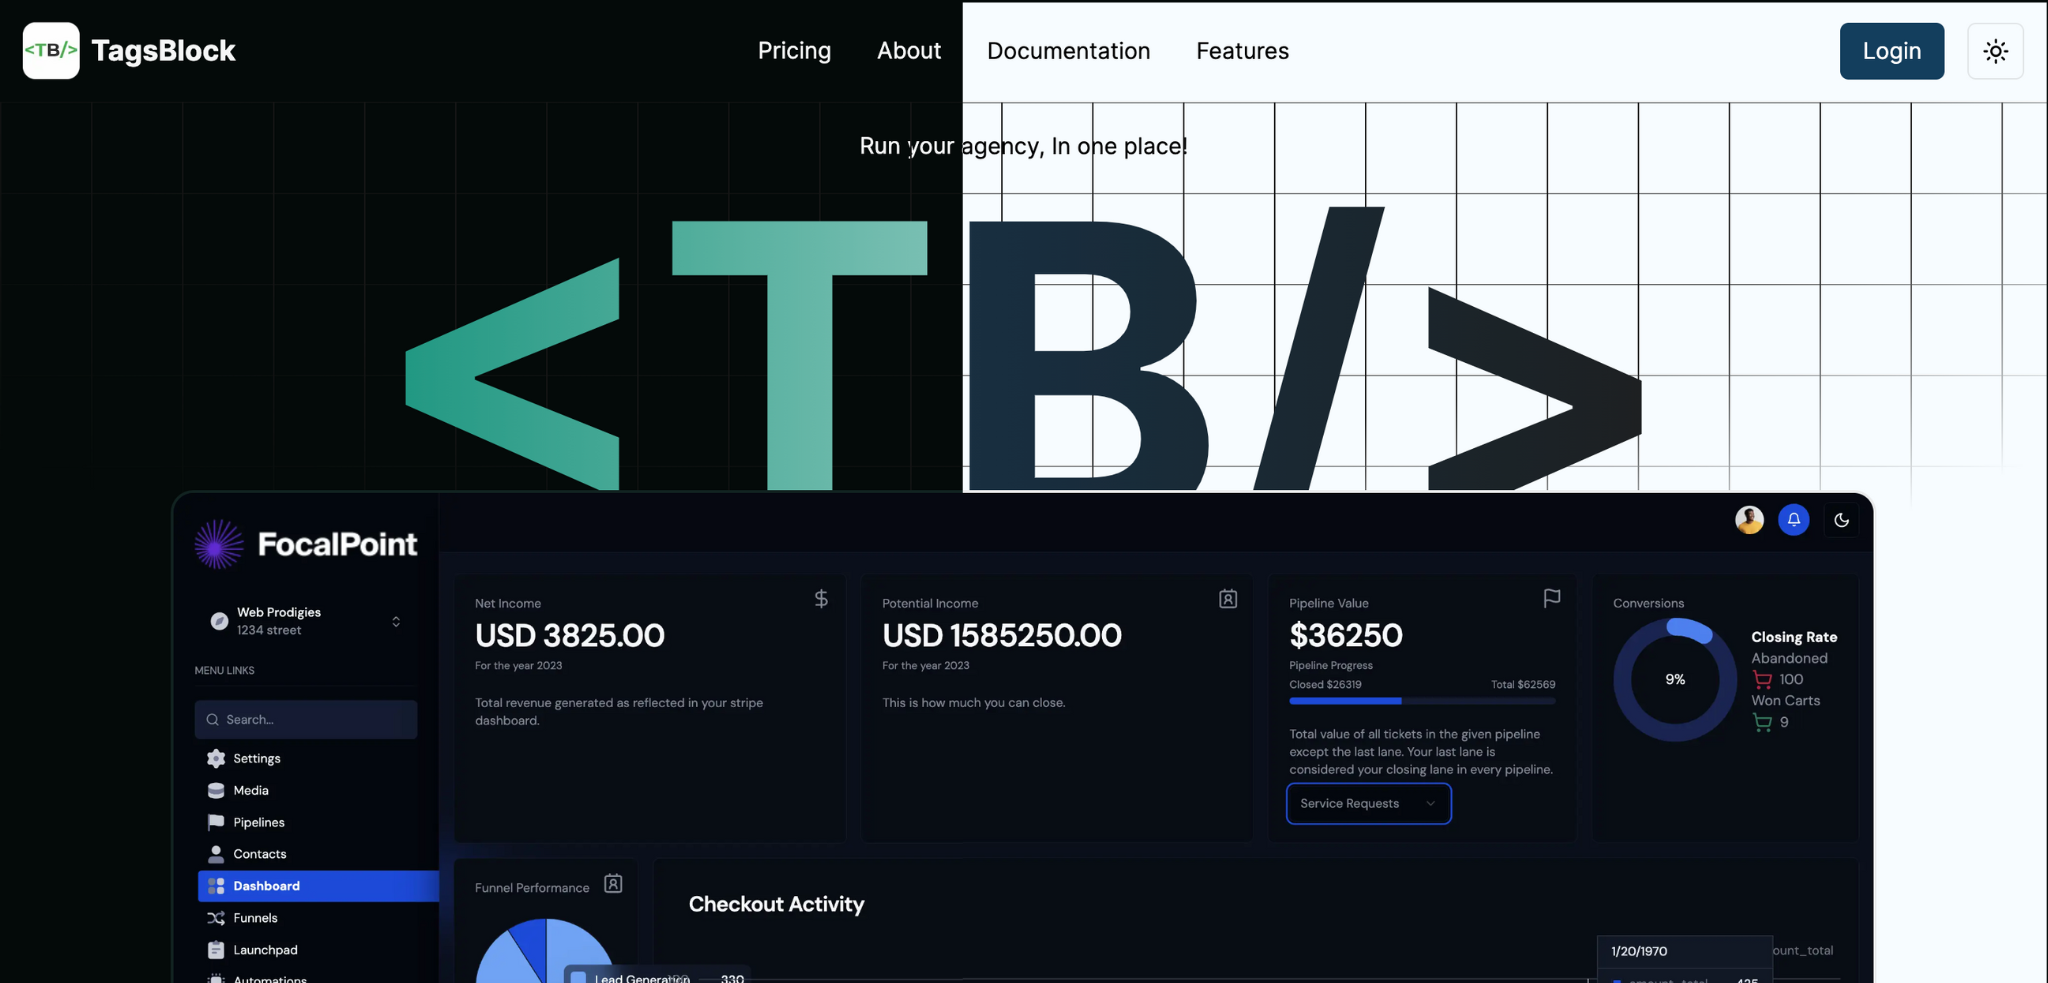 <TB/> TagsBlock
Pricing About Documentation Features
Login
Run your agency, In one place!
<TB/>
FocalPoint
Web Prodigies
1234 street
MENU LINKS
Search...
Settings
Media
Pipelines
Contacts
Dashboard
Funnels
Launchpad
Automations
Net Income
USD 3825.00
For the year 2023
Total revenue generated as reflected in your stripe
dashboard.
Potential Income
USD 1585250.00
For the year 2023
This is how much you can close.
Pipeline Value
$36250
Pipeline Progress
Closed $26319 Total $62569
Total value of all tickets in the given pipeline
except the last lane. Your last lane is
considered your closing lane in every pipeline.
Service Requests
Conversions
9%
Closing Rate
Abandoned
100
Won Carts
9
Funnel Performance
Lead Generation 330
Checkout Activity
1/20/1970
ount_total
amount_total 425